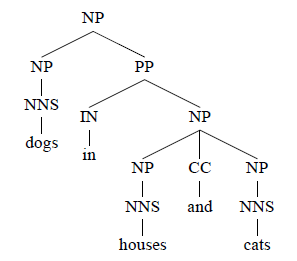 NP
NP PP
NNS IN NP
dogs in
NP CC NP
NNS and NNS
houses cats